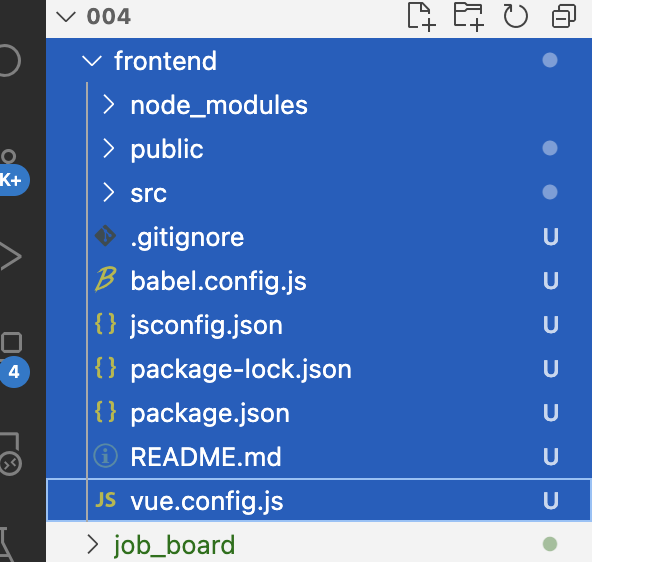 004
frontend
node_modules
public
K+
src
.gitignore U
babel.config.js U
{} jsconfig.json U
{} package-lock.json U
4
{} package.json U
README.md U
JS vue.config.js U
job_board